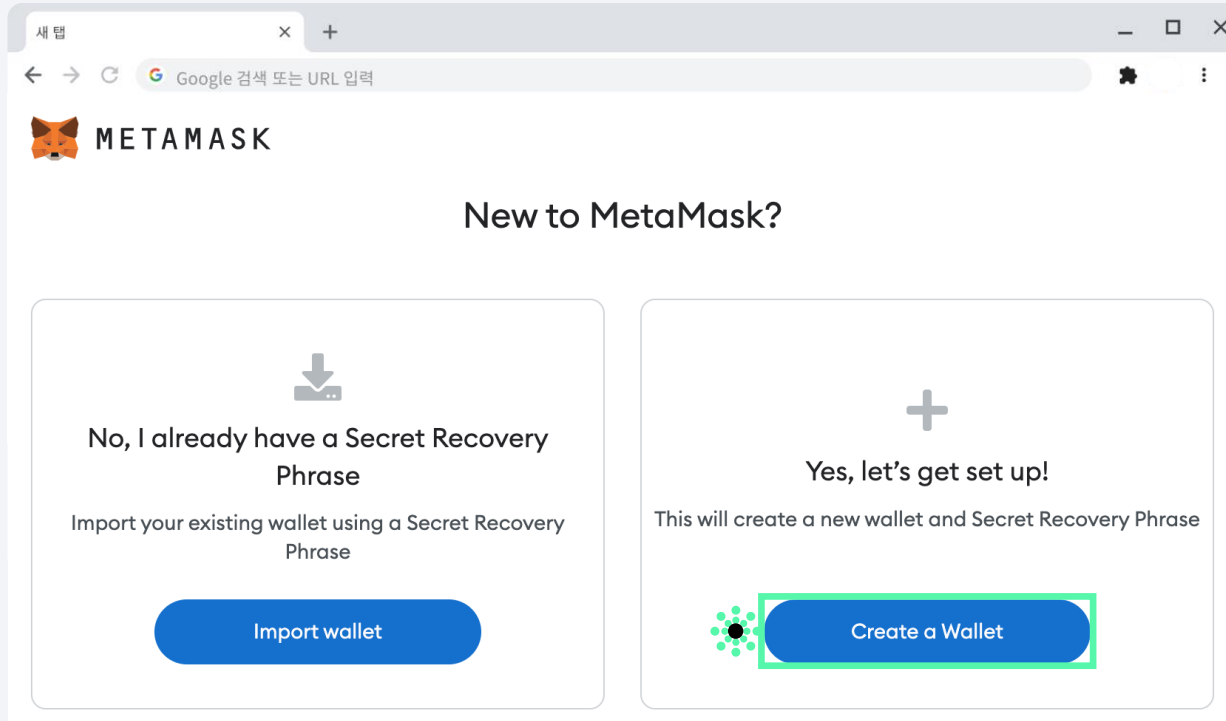 새 탭
Google 검색 또는 URL 입력
METAMASK
New to MetaMask?
No, I already have a Secret Recovery
Phrase
Import your existing wallet using a Secret Recovery
Phrase
Import wallet
Yes, let’s get set up!
This will create a new wallet and Secret Recovery Phrase
Create a Wallet